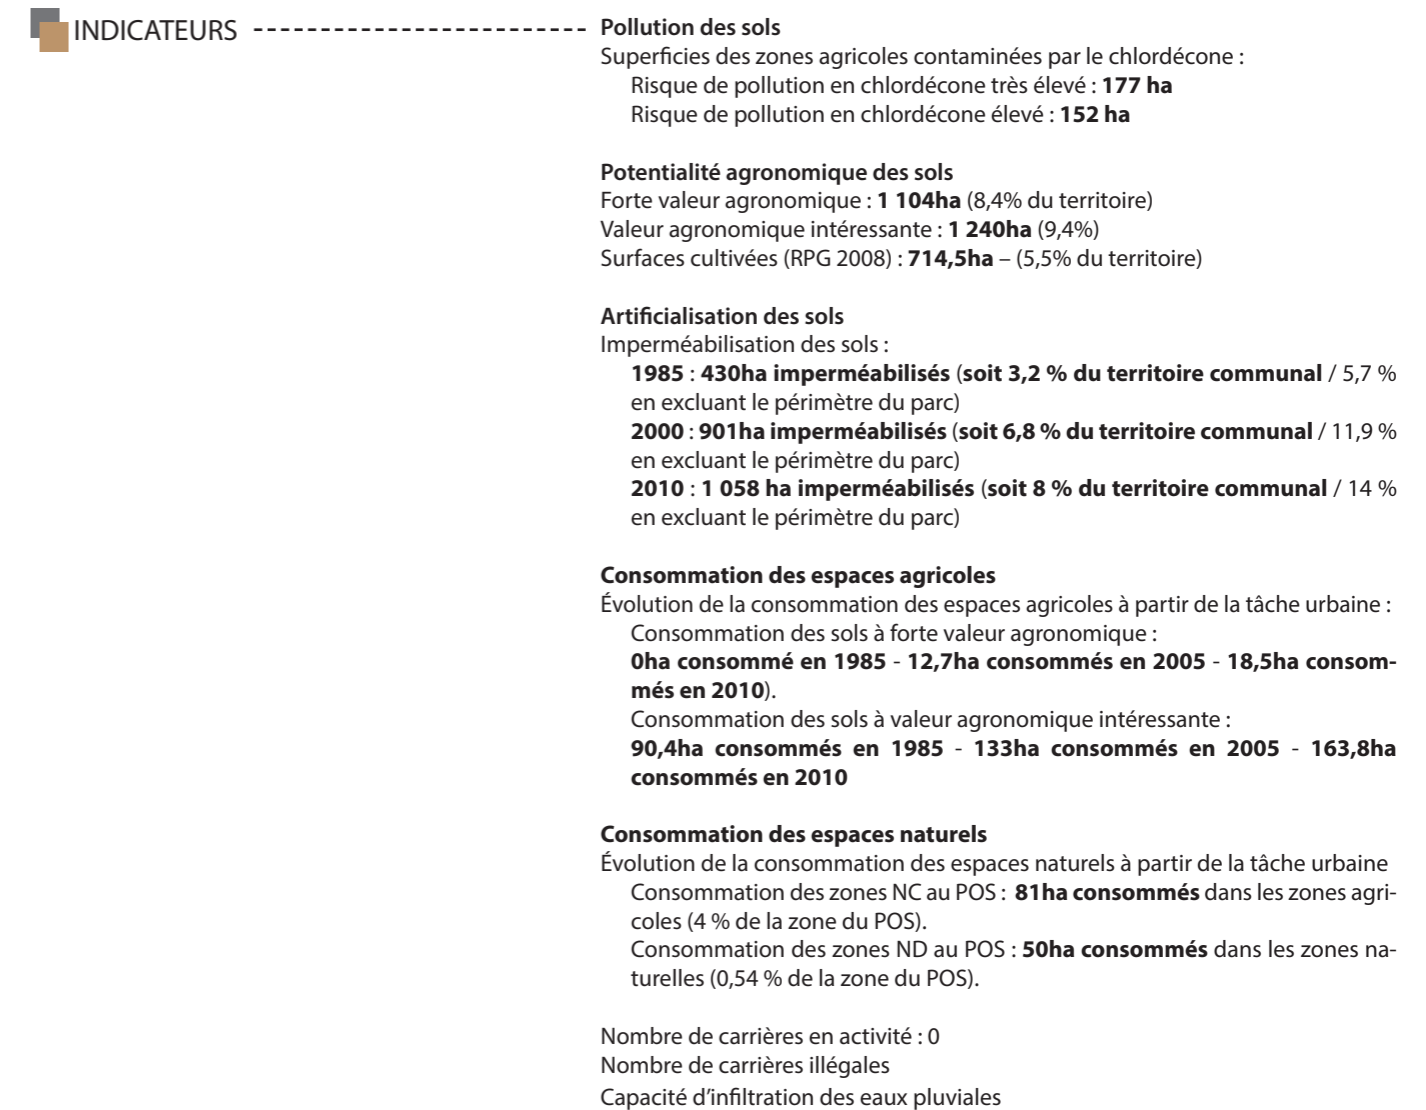 INDICATEURS -------------------------- Pollution des sols
Superficies des zones agricoles contaminées par le chlordécone :
Risque de pollution en chlordécone très élevé : 177 ha
Risque de pollution en chlordécone élevé : 152 ha
Potentialité agronomique des sols
Forte valeur agronomique : 1 104ha (8,4% du territoire)
Valeur agronomique intéressante : 1 240ha (9,4%)
Surfaces cultivées (RPG 2008) : 714,5ha – (5,5% du territoire)
Artificialisation des sols
Imperméabilisation des sols :
1985 : 430ha imperméabilisés (soit 3,2 % du territoire communal / 5,7 %
en excluant le périmètre du parc)
2000 : 901ha imperméabilisés (soit 6,8 % du territoire communal / 11,9 %
en excluant le périmètre du parc)
2010 : 1 058 ha imperméabilisés (soit 8 % du territoire communal / 14 %
en excluant le périmètre du parc)
Consommation des espaces agricoles
Évolution de la consommation des espaces agricoles à partir de la tâche urbaine :
Consommation des sols à forte valeur agronomique :
0ha consommé en 1985 - 12,7ha consommés en 2005 - 18,5ha consom-
més en 2010).
Consommation des sols à valeur agronomique intéressante :
90,4ha consommés en 1985 - 133ha consommés en 2005 - 163,8ha
consommés en 2010
Consommation des espaces naturels
Évolution de la consommation des espaces naturels à partir de la tâche urbaine
Consommation des zones NC au POS : 81ha consommés dans les zones agri-
coles (4 % de la zone du POS).
Consommation des zones ND au POS : 50ha consommés dans les zones na-
turelles (0,54 % de la zone du POS).
Nombre de carrières en activité : 0
Nombre de carrières illégales
Capacité d'infiltration des eaux pluviales